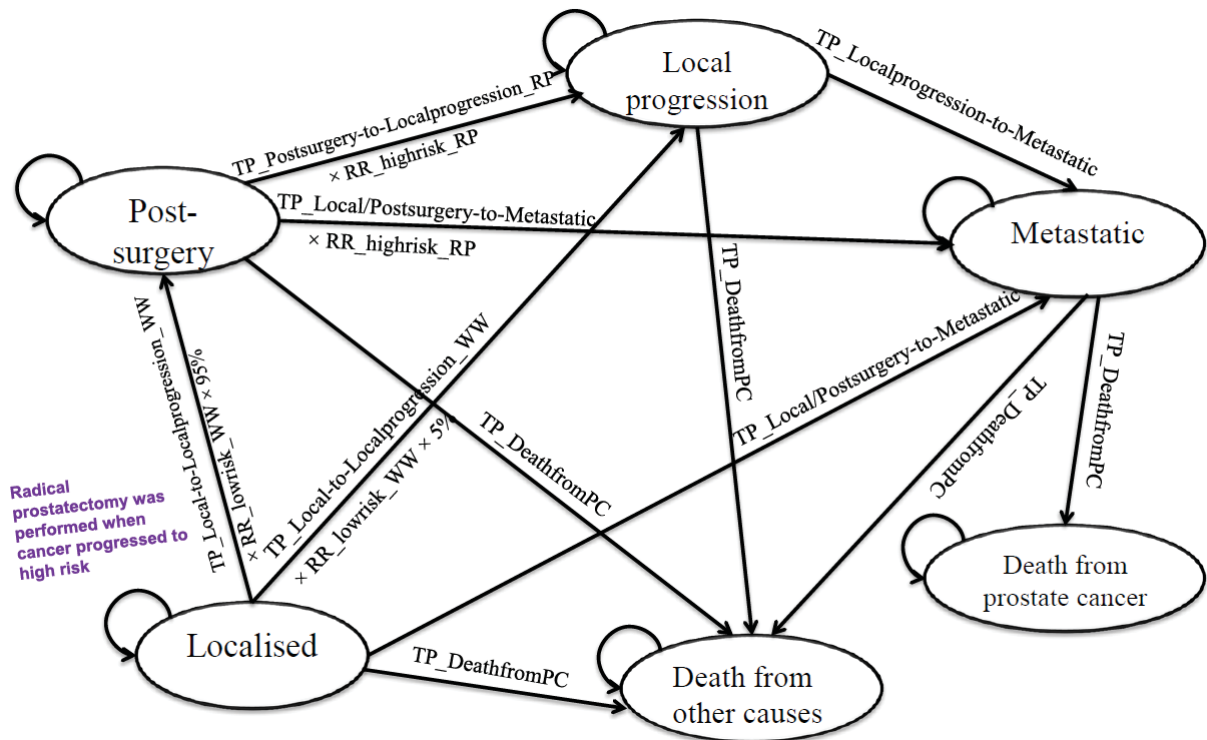 Local
progression
TP_Localprogression-to-Metastatic
TP_Postsurgery-to-Localprogression_RP
× RR_highrisk_RP
Post-
surgery
TP_Local/Postsurgery-to-Metastatic
× RR_highrisk_RP
Metastatic
TP_DeathfromPC
TP_Local-to-Localprogression_WW
× RR_lowrisk_WW × 95%
TP_Local-to-Localprogression_WW
× RR_lowrisk_WW × 5%
TP_DeathfromPC
TP_Local/Postsurgery-to-Metastatic
TP_DeathfromPC
TP_DeathfromPC
Radical
prostatectomy was
performed when
cancer progressed to
high risk
Death from
prostate cancer
Localised
TP_DeathfromPC
Death from
other causes